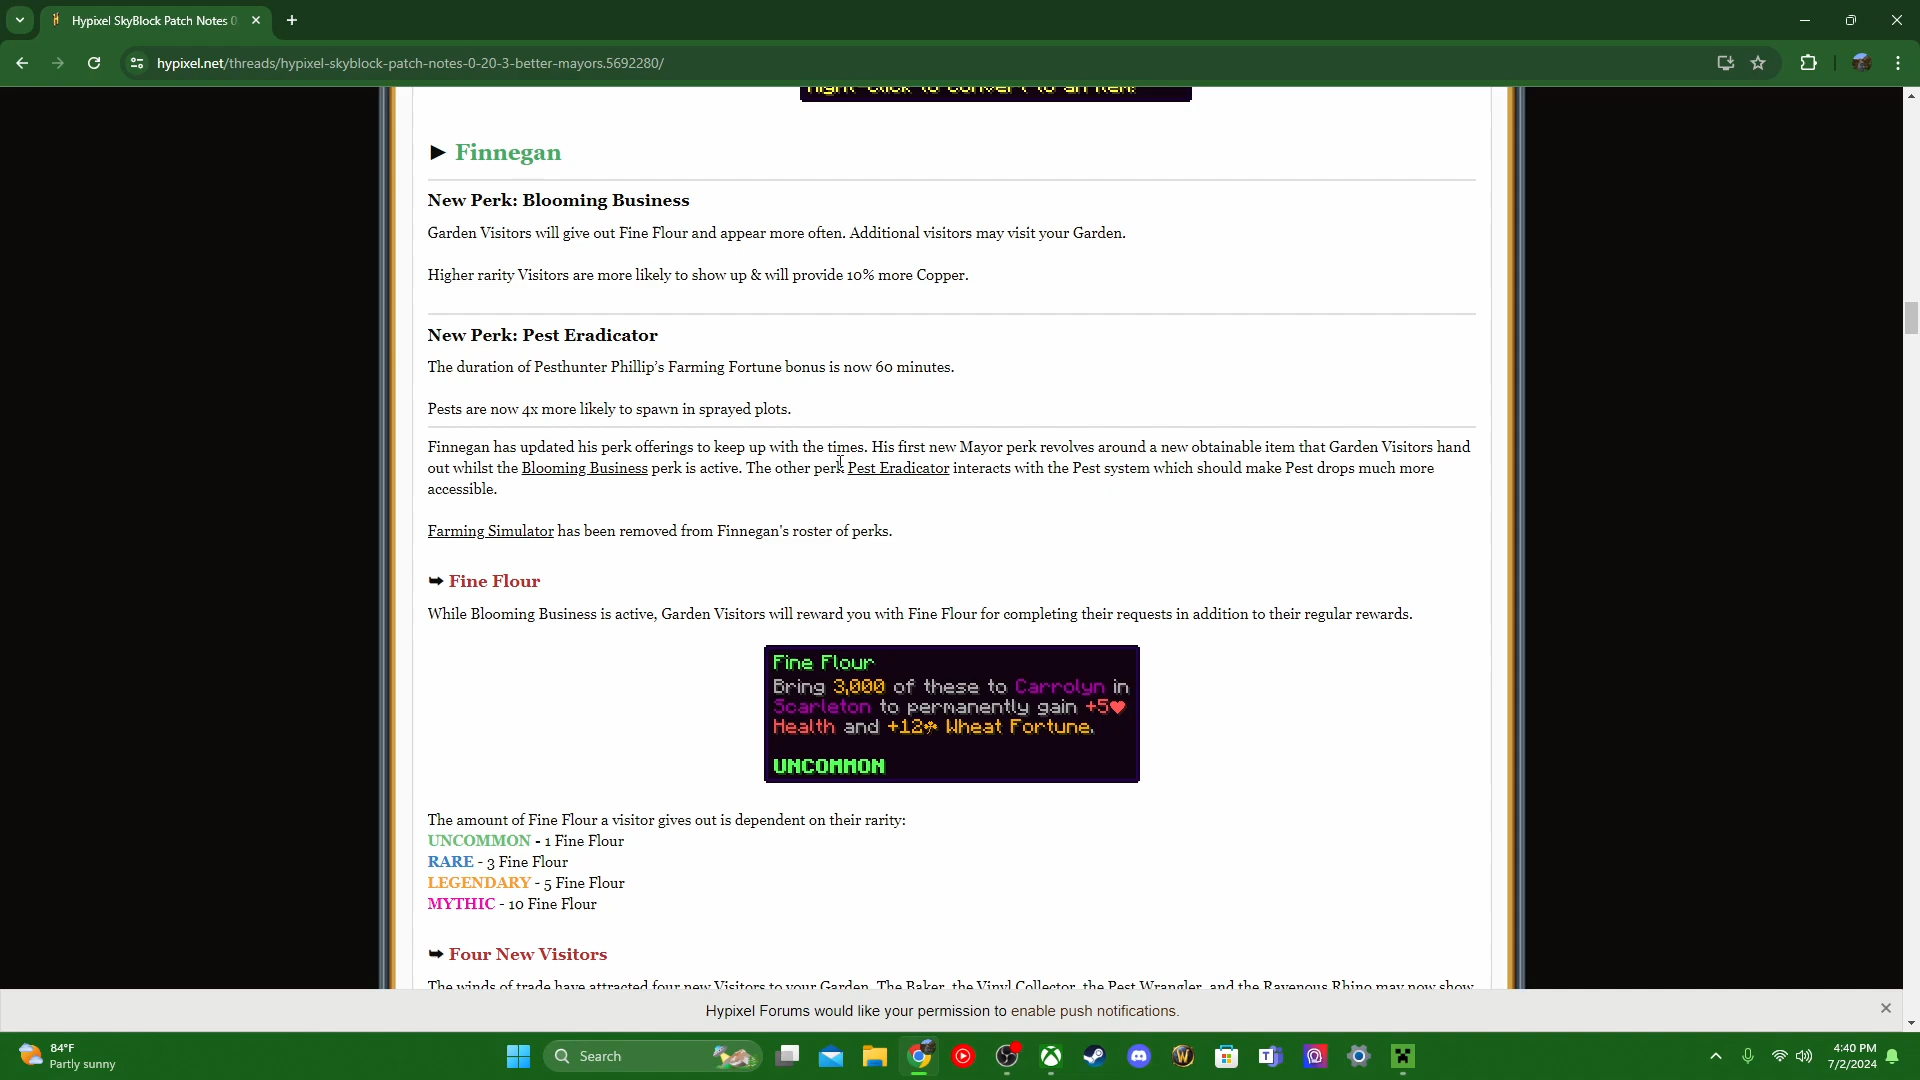 Hypixel SkyBlock Patch Notes 0
hypixel.net/threads/hypixel-skyblock-patch-notes-0-20-3-better-mayors.5692280/
Right-click to convert to an item!
► Finnegan
New Perk: Blooming Business
Garden Visitors will give out Fine Flour and appear more often. Additional visitors may visit your Garden.
Higher rarity Visitors are more likely to show up & will provide 10% more Copper.
New Perk: Pest Eradicator
The duration of Pesthunter Phillip’s Farming Fortune bonus is now 60 minutes.
Pests are now 4x more likely to spawn in sprayed plots.
Finnegan has updated his perk offerings to keep up with the times. His first new Mayor perk revolves around a new obtainable item that Garden Visitors hand
out whilst the Blooming Business perk is active. The other perk Pest Eradicator interacts with the Pest system which should make Pest drops much more
accessible.
Farming Simulator has been removed from Finnegan's roster of perks.
➥ Fine Flour
While Blooming Business is active, Garden Visitors will reward you with Fine Flour for completing their requests in addition to their regular rewards.
Fine Flour
Bring 3,000 of these to Carrolyn in
Scarleton to permanently gain +5❤
Health and +12☘ Wheat Fortune.
UNCOMMON
The amount of Fine Flour a visitor gives out is dependent on their rarity:
UNCOMMON - 1 Fine Flour
RARE - 3 Fine Flour
LEGENDARY - 5 Fine Flour
MYTHIC - 10 Fine Flour
➥ Four New Visitors
The winds of trade have attracted four new Visitors to your Garden. The Baker, the Vinyl Collector, the Pest Wrangler, and the Ravenous Rhino may now show
Hypixel Forums would like your permission to enable push notifications.
84°F
Partly sunny
Search
4:40 PM
7/2/2024